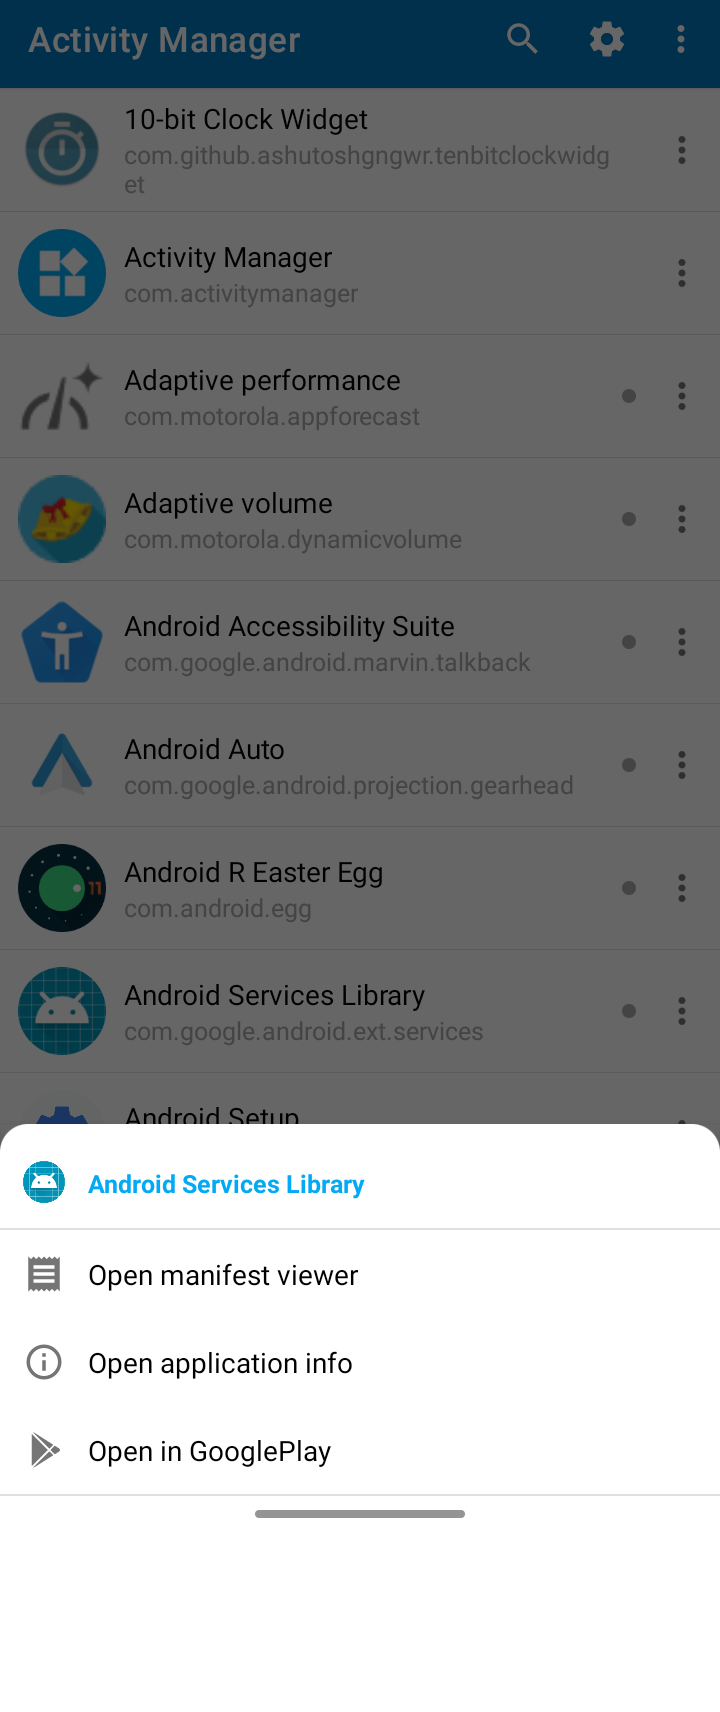 Activity Manager
10-bit Clock Widget
com.github.ashutoshgngwr.tenbitclockwidg
et
Activity Manager
com.activitymanager
Adaptive performance
com.motorola.appforecast
Adaptive volume
com.motorola.dynamicvolume
Android Accessibility Suite
com.google.android.marvin.talkback
Android Auto
com.google.android.projection.gearhead
11
Android R Easter Egg
com.android.egg
Android Services Library
com.google.android.ext.services
Android Setup
Android Services Library
Open manifest viewer
Open application info
Open in GooglePlay